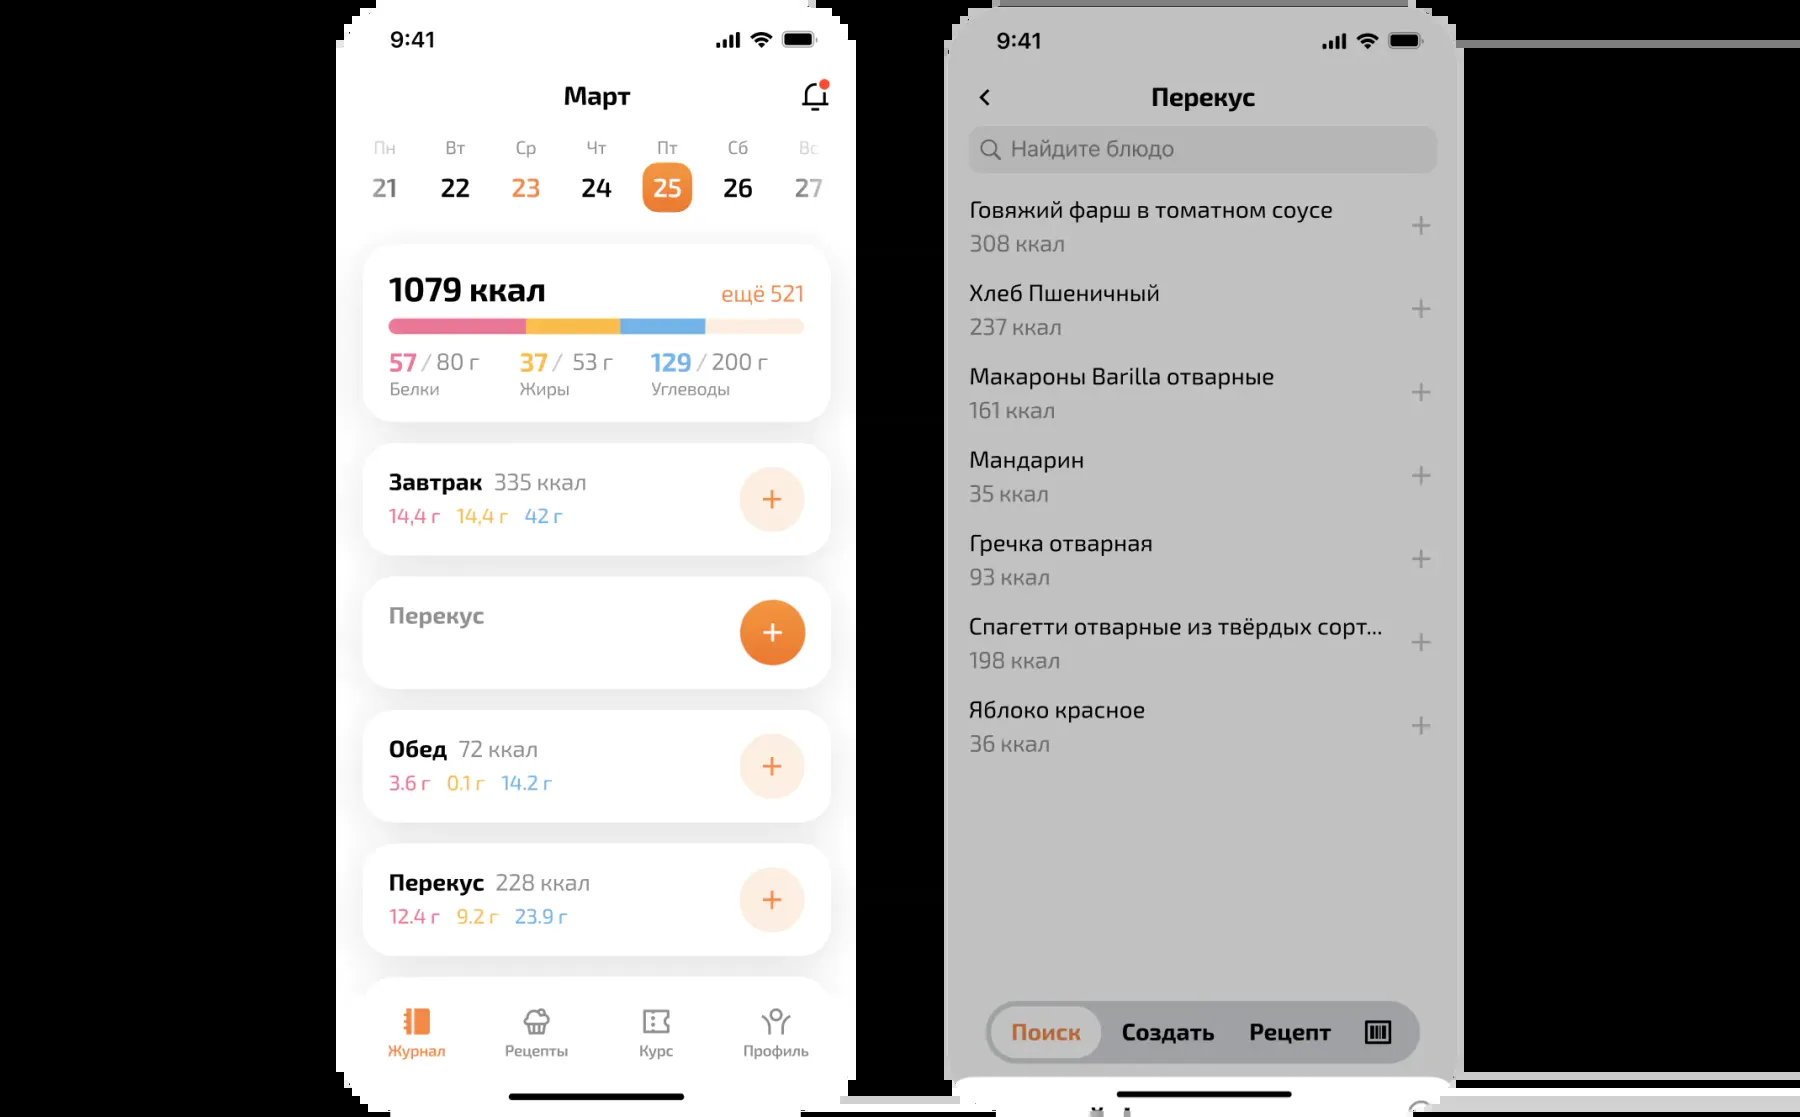 9:41
Март
Пн Вт Ср Чт Пт Сб Вс
21 22 23 24 25 26 27
1079 ккал ещё 521
57 / 80 г 37 / 53 г 129 / 200 г
Белки Жиры Углеводы
Завтрак 335 ккал
14,4 г 14,4 г 42 г
Перекус
Обед 72 ккал
3.6 г 0.1 г 14.2 г
Перекус 228 ккал
12.4 г 9.2 г 23.9 г
Журнал Рецепты Курс Профиль
9:41
Перекус
Найдите блюдо
Говяжий фарш в томатном соусе
308 ккал
Хлеб Пшеничный
237 ккал
Макароны Barilla отварные
161 ккал
Мандарин
35 ккал
Гречка отварная
93 ккал
Спагетти отварные из твёрдых сорт...
198 ккал
Яблоко красное
36 ккал
Поиск Создать Рецепт